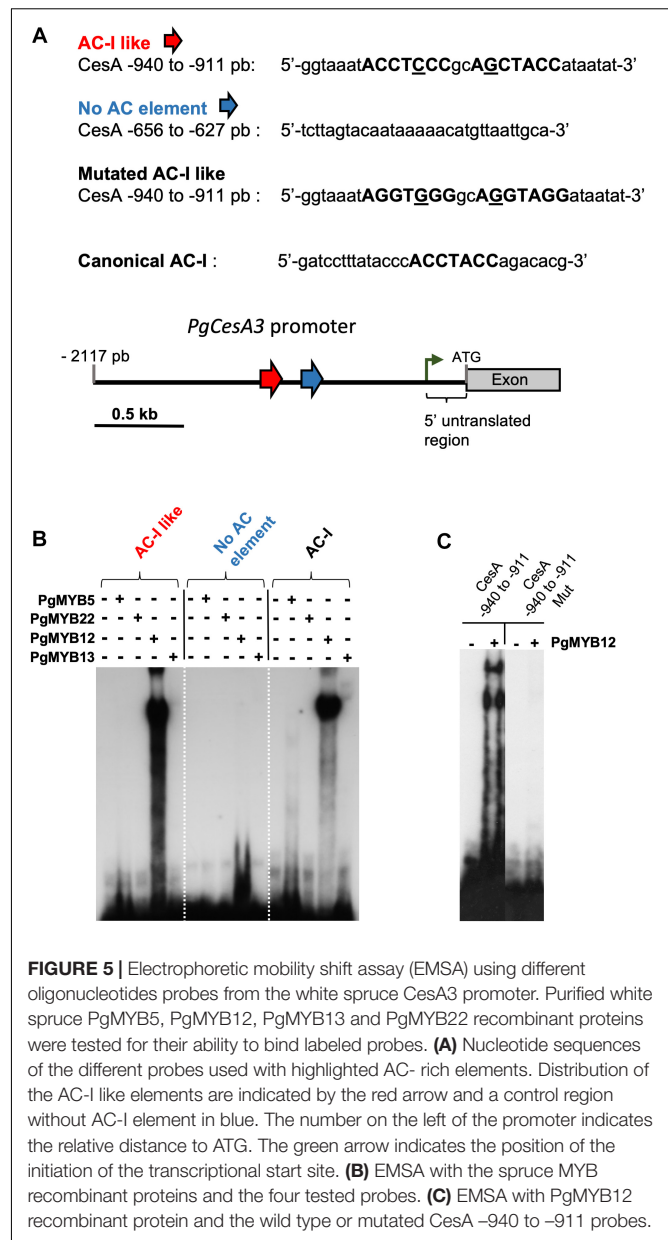 A
AC-I like
CesA -940 to -911 pb: 5'-ggtaaatACCTCCCgcAGCTACCataatat-3'
No AC element
CesA -656 to -627 pb : 5'-tcttagtacaataaaaacatgttaattgca-3'
Mutated AC-I like
CesA -940 to -911 pb : 5'-ggtaaatAGGTGGGgcAGGTAGGataatat-3'
Canonical AC-I : 5'-gatcctttatacccACCTACCagacacg-3'
PgCesA3 promoter
- 2117 pb
ATG
Exon
0.5 kb
5' untranslated
region
B
AC-I like
No AC
element
AC-I
PgMYB5 - + - - - - + - - - - + - - -
PgMYB22 - - + - - - - + - - - - + - -
PgMYB12 - - - + - - - - + - - - - + -
PgMYB13 - - - - + - - - - + - - - - +
C
CesA
-940 to -911
CesA
-940 to -911
Mut
- + - + PgMYB12
FIGURE 5 | Electrophoretic mobility shift assay (EMSA) using different
oligonucleotides probes from the white spruce CesA3 promoter. Purified white
spruce PgMYB5, PgMYB12, PgMYB13 and PgMYB22 recombinant proteins
were tested for their ability to bind labeled probes. (A) Nucleotide sequences
of the different probes used with highlighted AC- rich elements. Distribution of
the AC-I like elements are indicated by the red arrow and a control region
without AC-I element in blue. The number on the left of the promoter indicates
the relative distance to ATG. The green arrow indicates the position of the
initiation of the transcriptional start site. (B) EMSA with the spruce MYB
recombinant proteins and the four tested probes. (C) EMSA with PgMYB12
recombinant protein and the wild type or mutated CesA –940 to –911 probes.